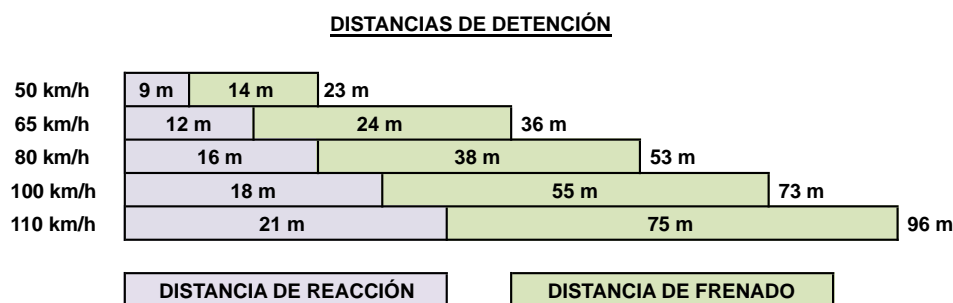 DISTANCIAS DE DETENCIÓN
50 km/h 9 m 14 m 23 m
65 km/h 12 m 24 m 36 m
80 km/h 16 m 38 m 53 m
100 km/h 18 m 55 m 73 m
110 km/h 21 m 75 m 96 m
DISTANCIA DE REACCIÓN DISTANCIA DE FRENADO